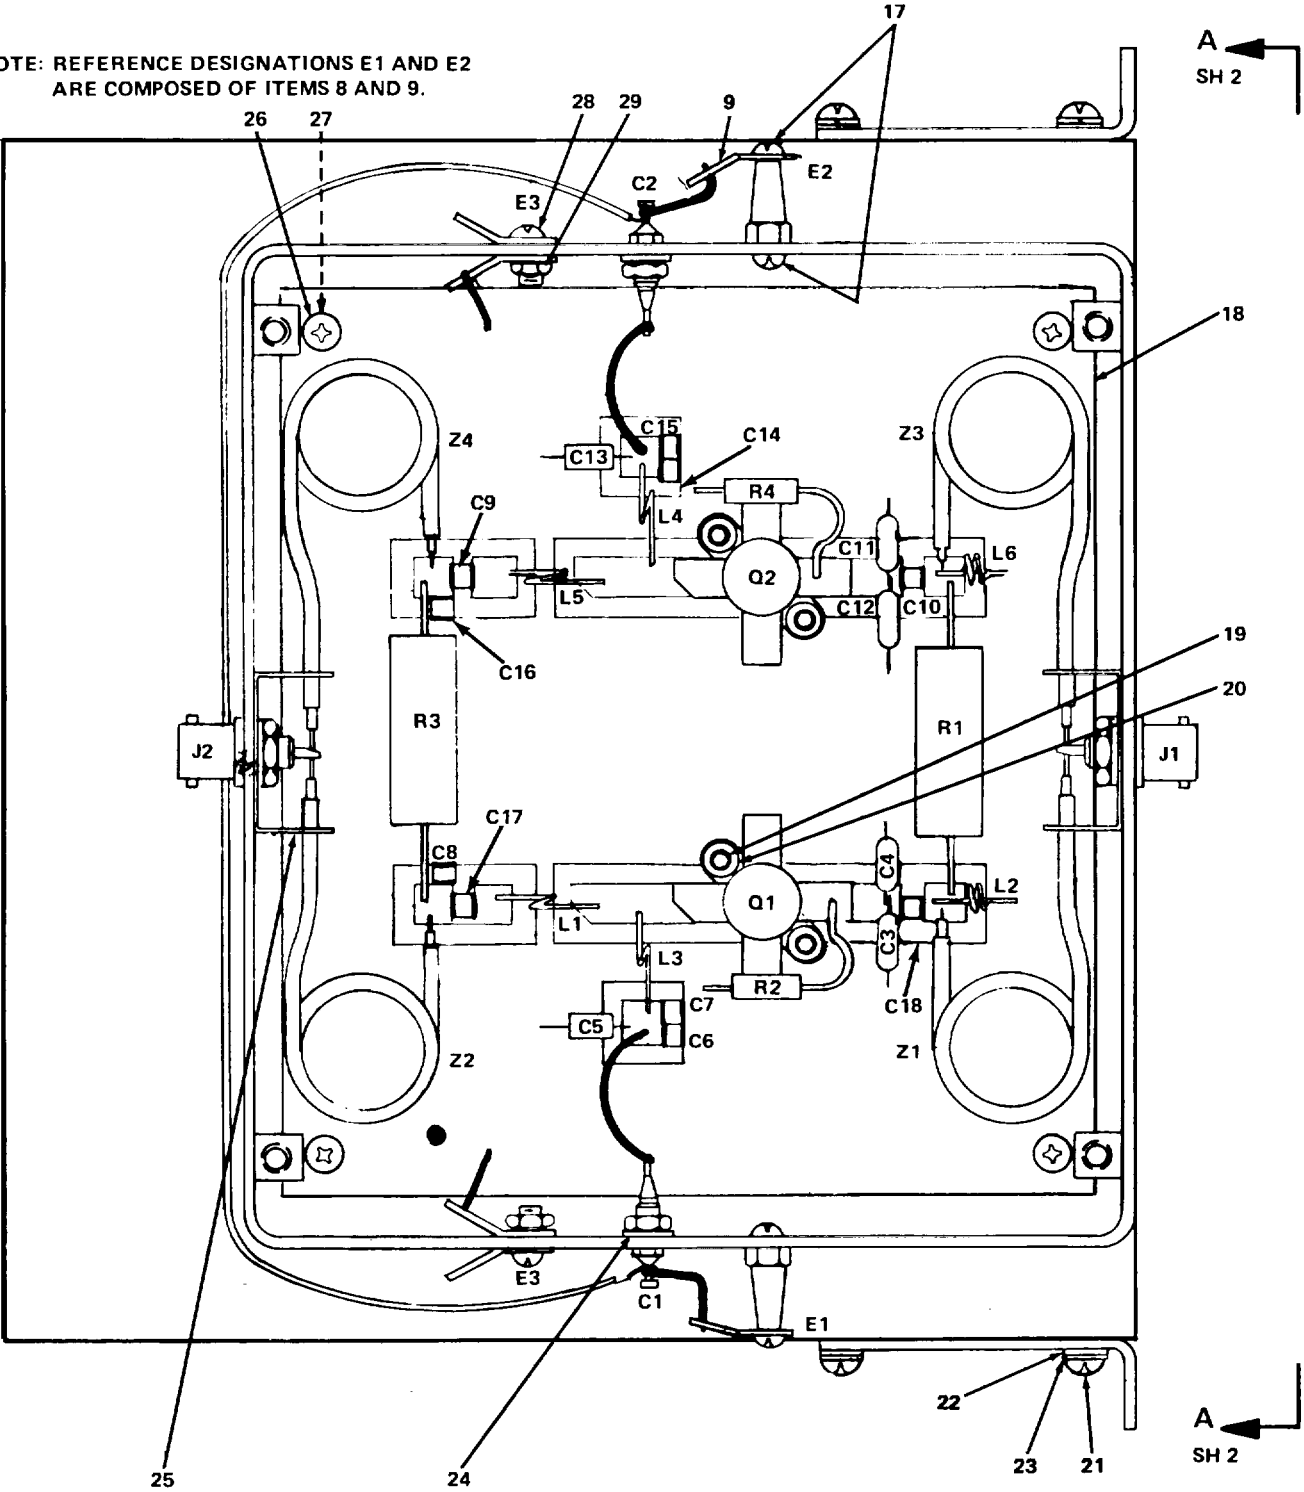 17
A
SH 2
OTE: REFERENCE DESIGNATIONS E1 AND E2
ARE COMPOSED OF ITEMS 8 AND 9.
26
27
28
29
9
E2
C2
E3
18
Z4
C15
C14
Z3
C13
R4
C9
L4
C11
L6
Q2
L5
C12
C10
19
C16
20
R3
R1
J2
J1
C17
C8
C4
L2
Q1
L1
C3
L3
R2
C18
C7
C5
C6
Z2
Z1
E3
C1
E1
22
A
SH 2
25
24
23
21